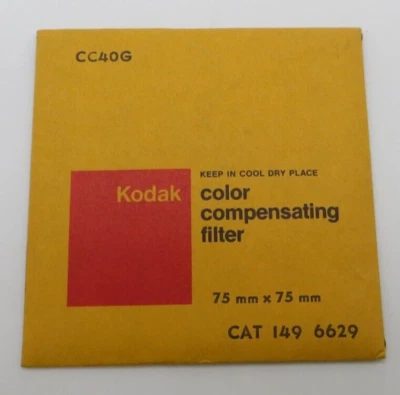 CC40G
KEEP IN COOL DRY PLACE
Kodak
color
compensating
filter
75 mm x 75 mm
CAT 149 6629